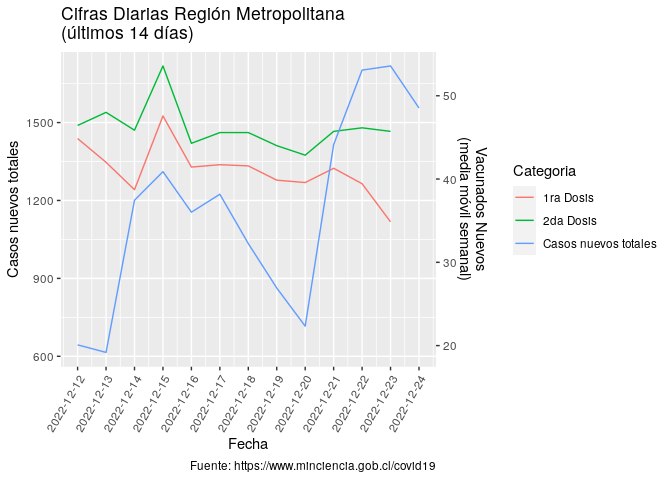 Cifras Diarias Región Metropolitana
(últimos 14 días)
Casos nuevos totales
1500
1200
900
600
50
40
30
20
Vacunados Nuevos
(media móvil semanal)
Categoria
1ra Dosis
2da Dosis
Casos nuevos totales
2022-12-12
2022-12-13
2022-12-14
2022-12-15
2022-12-16
2022-12-17
2022-12-18
2022-12-19
2022-12-20
2022-12-21
2022-12-22
2022-12-23
2022-12-24
Fecha
Fuente: https://www.minciencia.gob.cl/covid19